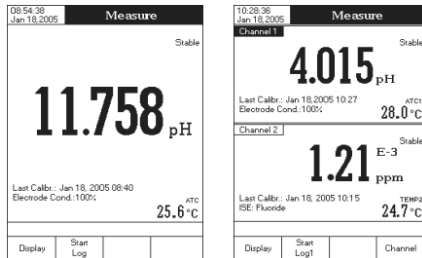 08:54:38
Jan 18,2005
Measure
Stable
11.758 pH
Last Calbr.: Jan 18, 2005 08:40
Electrode Cond.:100%
ATC
25.6°C
Display
Start
Log
10:28:36
Jan 18,2005
Measure
Channel 1
Stable
4.015 pH
Last Calbr.: Jan 18,2005 10:27
Electrode Cond.:100%
ATC1
28.0°C
Channel 2
Stable
1.21 E-3 ppm
Last Calbr.: Jan 18, 2005 10:15
ISE: Fluoride
TEMP2
24.7°C
Display
Start
Log1
Channel